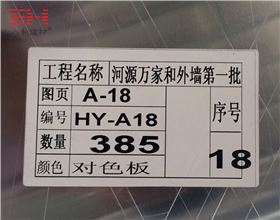 工程名称 河源万家和外墙第一批
图页 A-18
编号 HY-A18
序号
数量 385
18
颜色 对色板